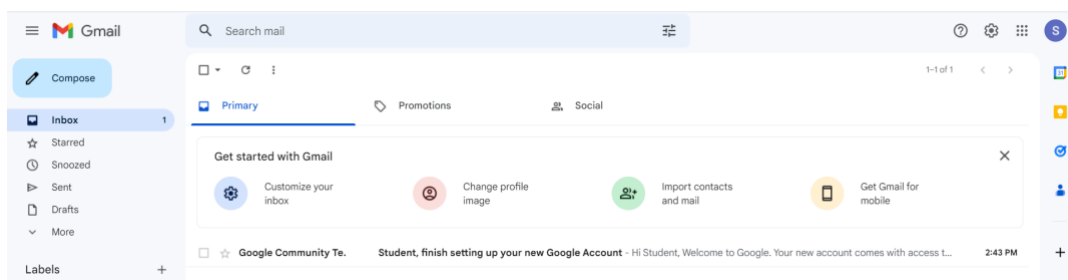 Gmail
Search mail
S
Compose
1-1 of 1
31
Primary
Promotions
Social
Inbox 1
Starred
Snoozed
Sent
Drafts
More
Get started with Gmail
Customize your
inbox
Change profile
image
Import contacts
and mail
Get Gmail for
mobile
Google Community Te. Student, finish setting up your new Google Account - Hi Student, Welcome to Google. Your new account comes with access t... 2:43 PM
Labels